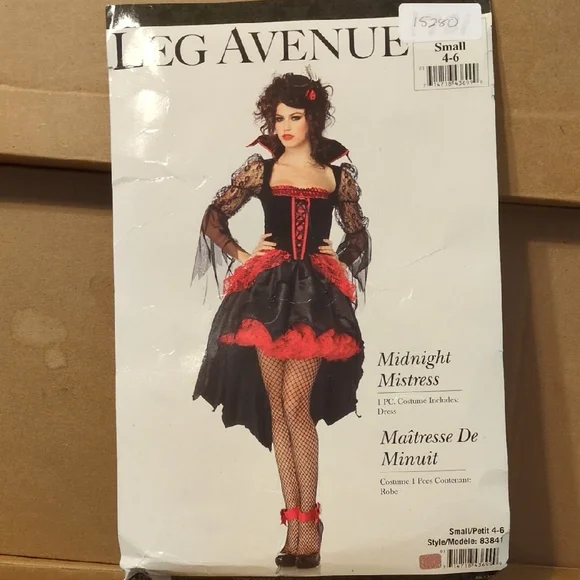 15280
LEG AVENUE
Small
4-6
Midnight
Mistress
1 PC. Costume Includes:
Dress
Maîtresse De
Minuit
Costume 1 Pces Contenant:
Robe
Small/Petit 4-6
Style/Modèle: 83841